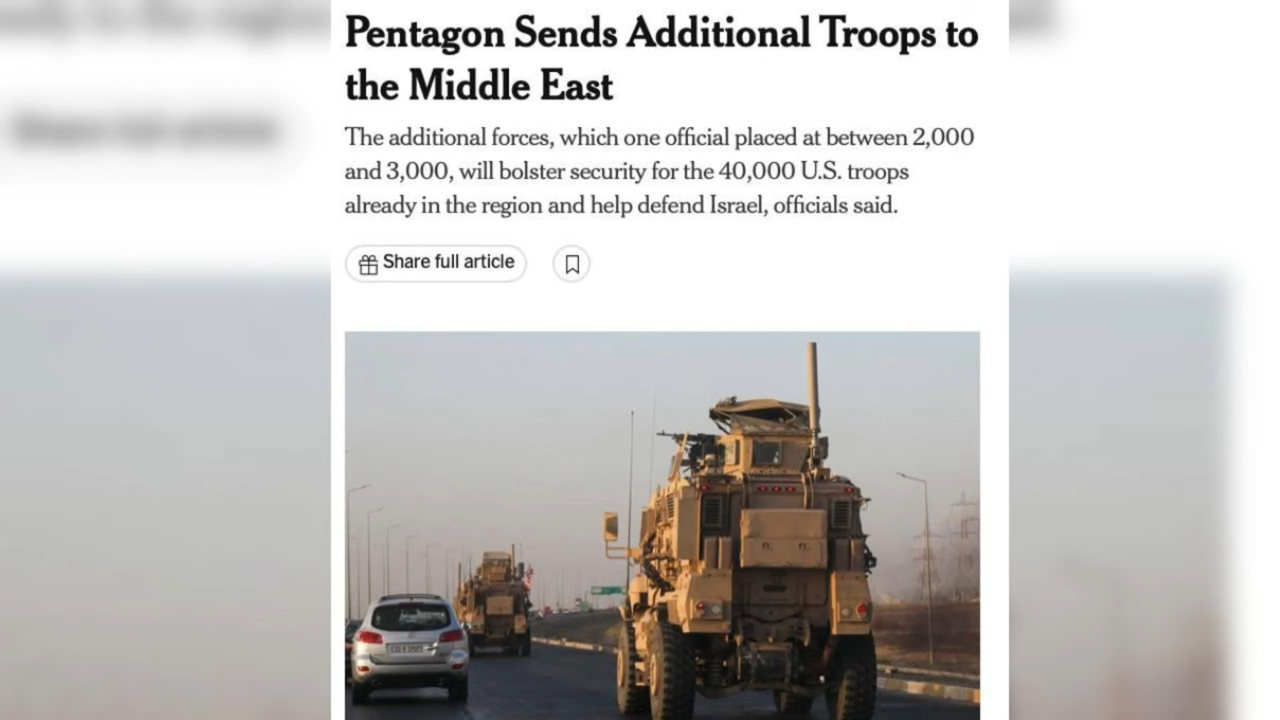 Pentagon Sends Additional Troops to
the Middle East
The additional forces, which one official placed at between 2,000
and 3,000, will bolster security for the 40,000 U.S. troops
already in the region and help defend Israel, officials said.
Share full article